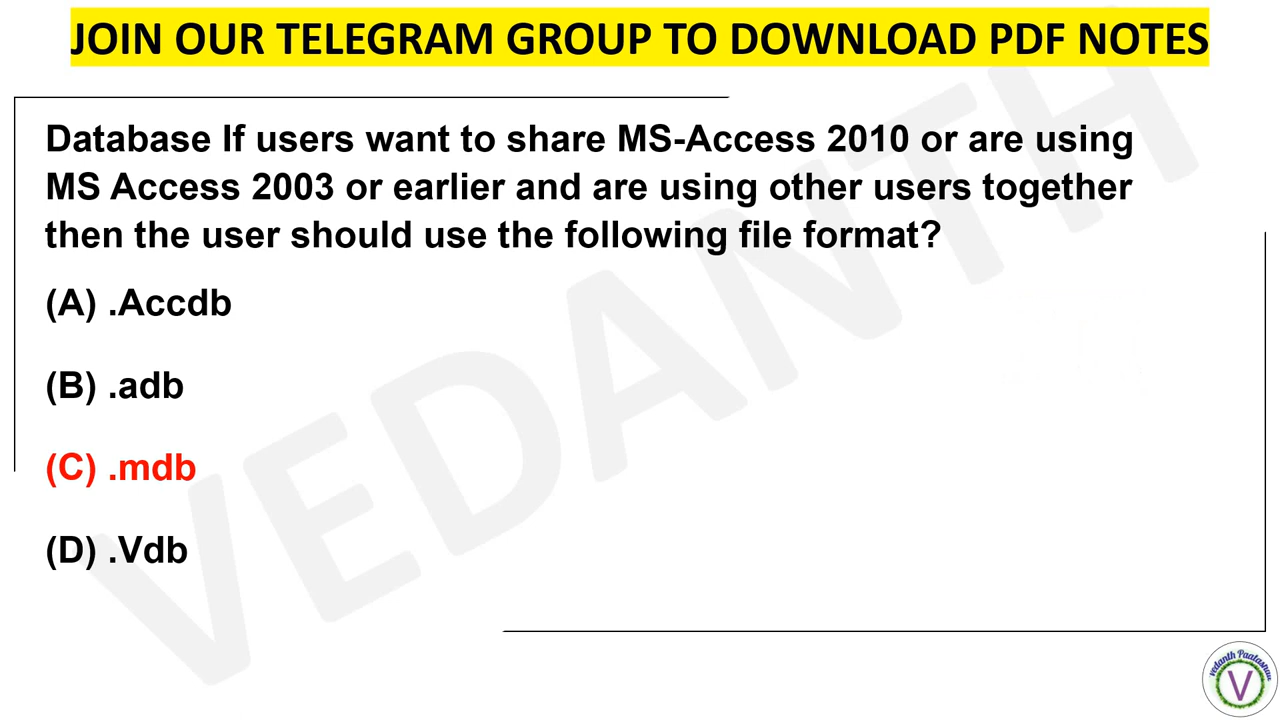 JOIN OUR TELEGRAM GROUP TO DOWNLOAD PDF NOTES
Database If users want to share MS-Access 2010 or are using
MS Access 2003 or earlier and are using other users together
then the user should use the following file format?
(A) .Accdb
(B) .adb
(C) .mdb
(D) .Vdb
VEDANTH
V